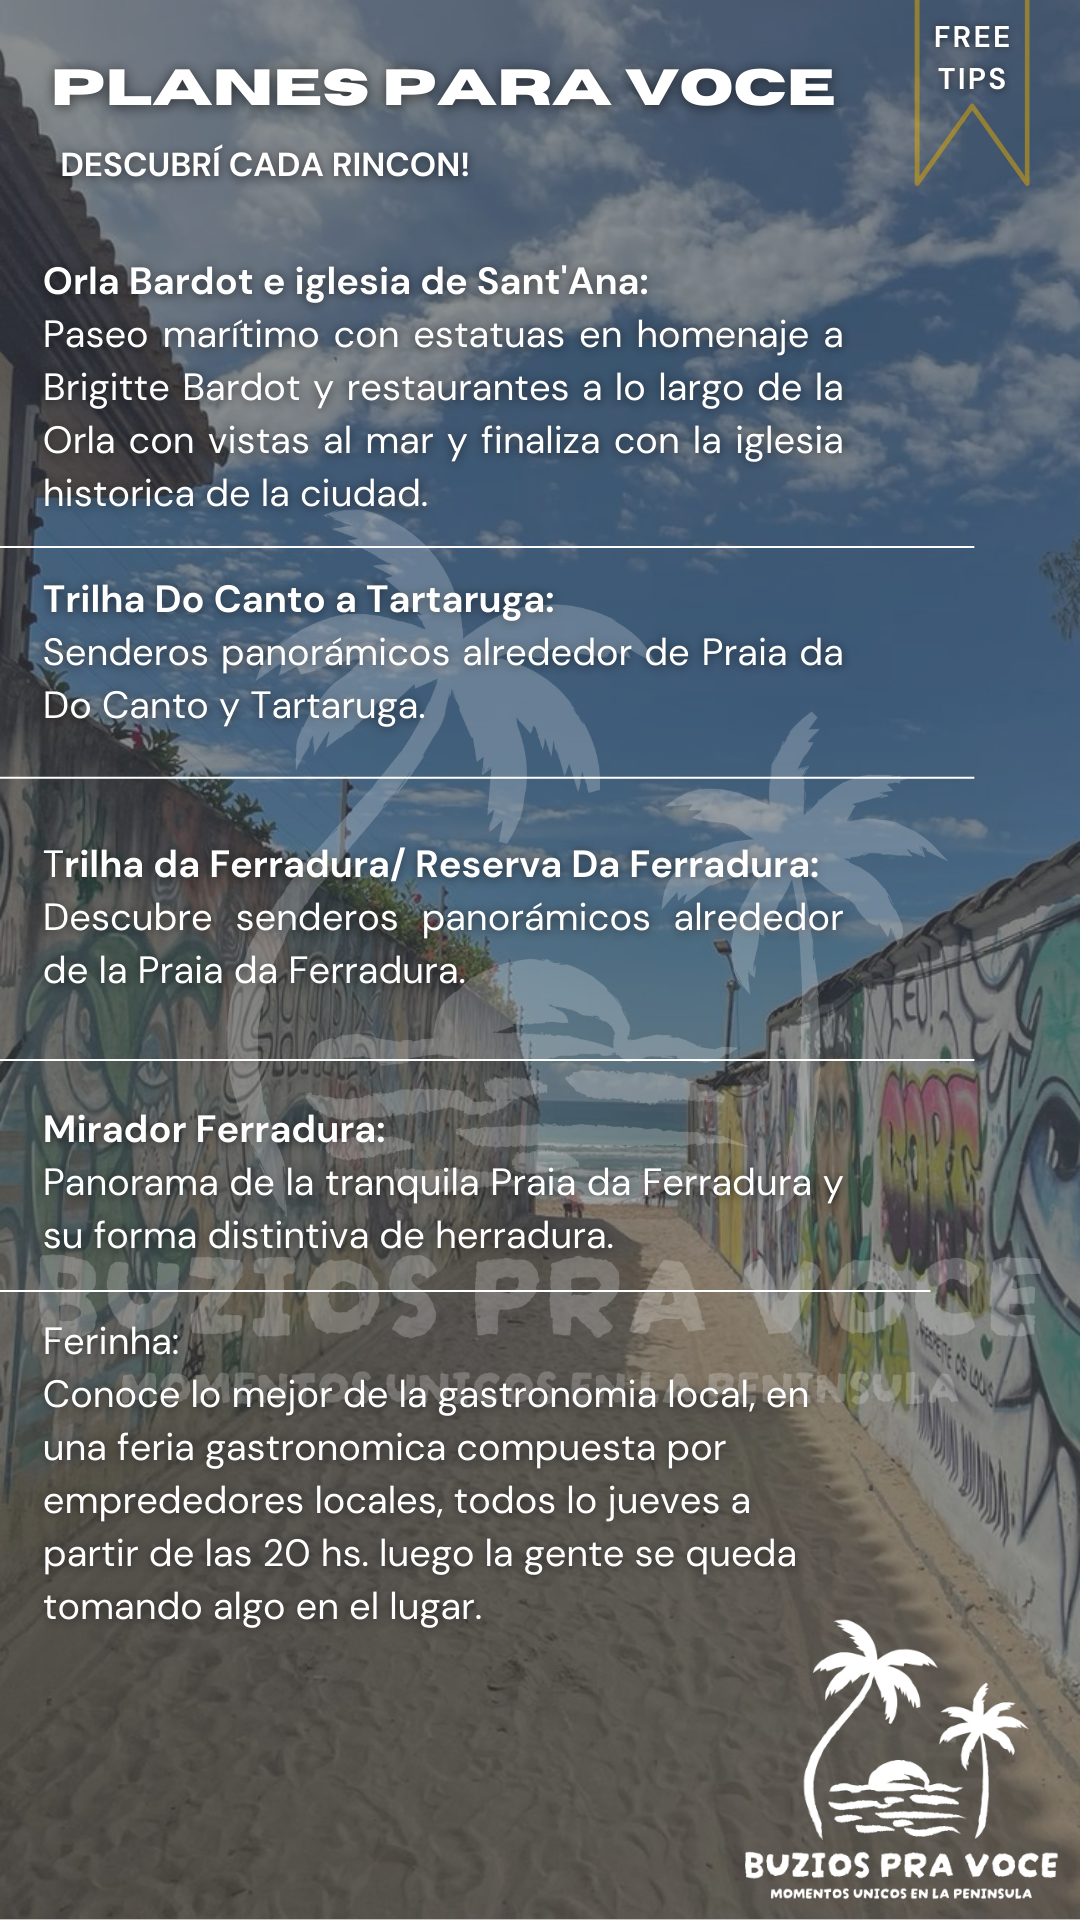 FREE
TIPS
PLANES PARA VOCE
DESCUBRÍ CADA RINCON!
Orla Bardot e iglesia de Sant'Ana:
Paseo marítimo con estatuas en homenaje a
Brigitte Bardot y restaurantes a lo largo de la
Orla con vistas al mar y finaliza con la iglesia
historica de la ciudad.
Trilha Do Canto a Tartaruga:
Senderos panorámicos alrededor de Praia da
Do Canto y Tartaruga.
Trilha da Ferradura/ Reserva Da Ferradura:
Descubre senderos panorámicos alrededor
de la Praia da Ferradura.
Mirador Ferradura:
Panorama de la tranquila Praia da Ferradura y
su forma distintiva de herradura.
BUZIOS PRA VOCE
MOMENTOS UNICOS EN LA PENINSULA
Ferinha:
Conoce lo mejor de la gastronomia local, en
una feria gastronomica compuesta por
emprededores locales, todos lo jueves a
partir de las 20 hs. luego la gente se queda
tomando algo en el lugar.
RESPETE OS LOUCOS
BUZIOS PRA VOCE
MOMENTOS UNICOS EN LA PENINSULA